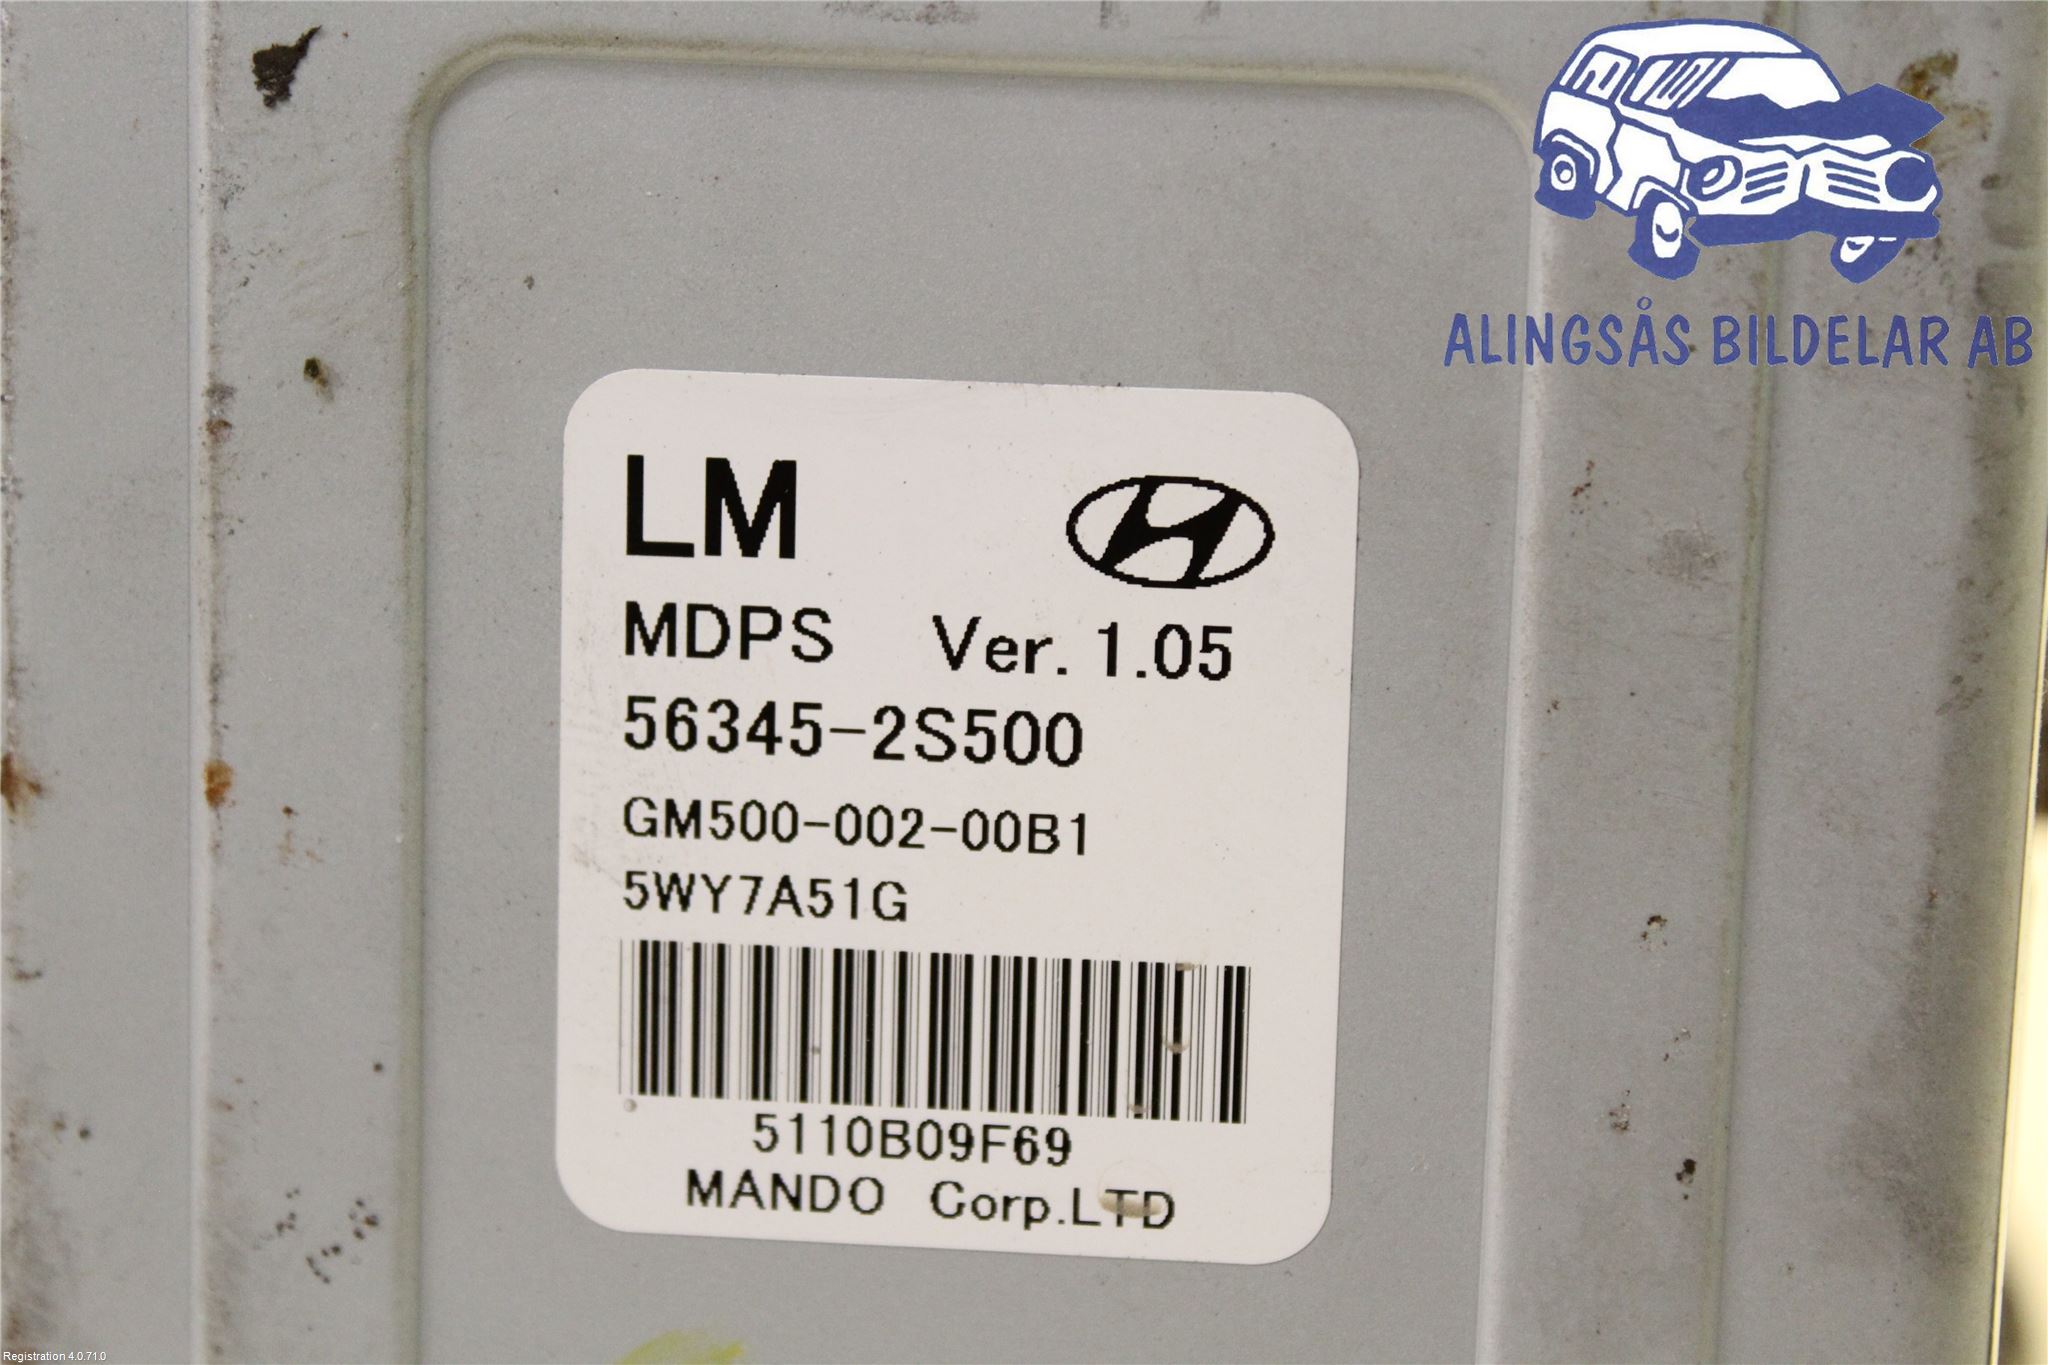 ALINGSÅS BILDELAR AB
LM
MDPS Ver. 1.05
56345-2S500
GM500-002-00B1
5WY7A51G
5110B09F69
MANDO Corp.LTD
Registration 4.0.71.0